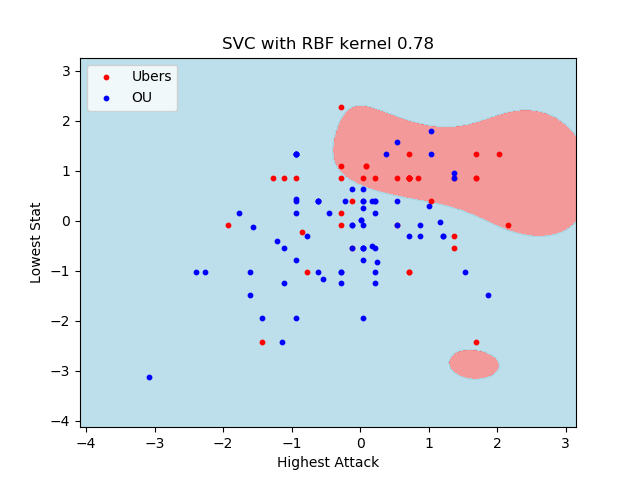 SVC with RBF kernel 0.78
Ubers
OU
3
2
1
0
−1
−2
−3
−4
Lowest Stat
−4 −3 −2 −1 0 1 2 3
Highest Attack